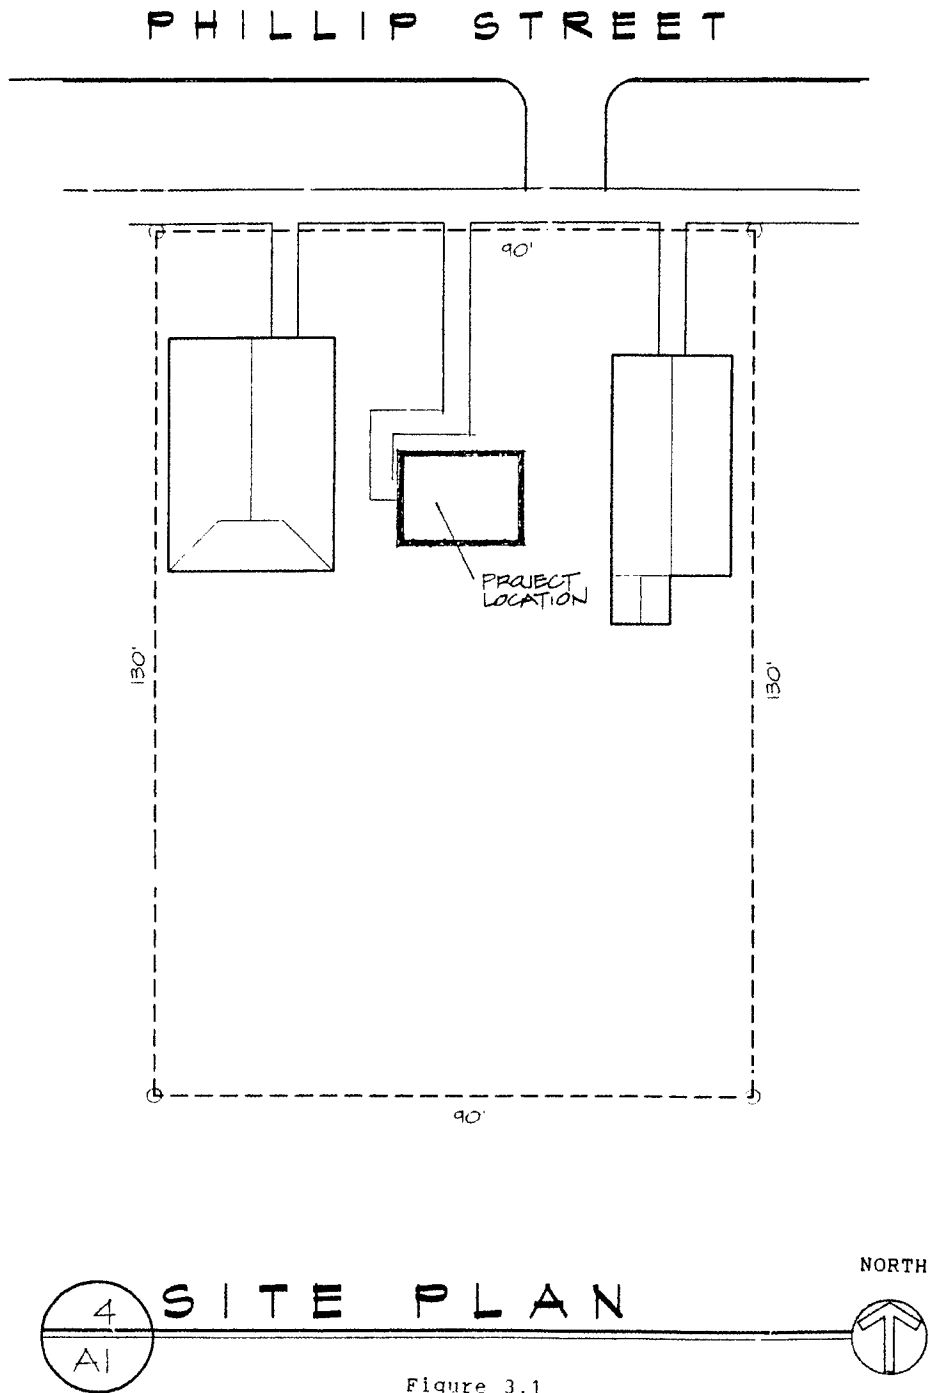 PHILLIP STREET
90'
PROJECT
LOCATION
130'
130'
90'
NORTH
4
SITE PLAN
A1
Figure 3.1